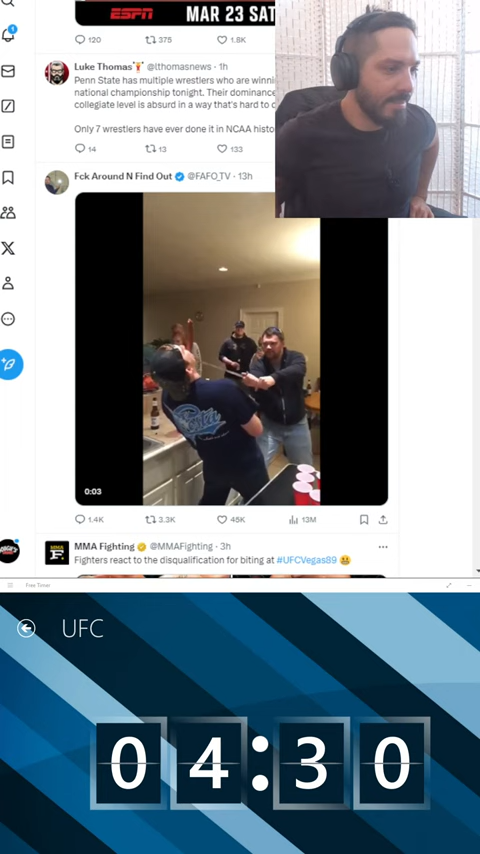 ESPN MAR 23 SAT
120 375 1.8K
Luke Thomas @lthomasnews · 1h
Penn State has multiple wrestlers who are winni
national championship tonight. Their dominance
collegiate level is absurd in a way that's hard to c
Only 7 wrestlers have ever done it in NCAA histo
14 13 133
Fck Around N Find Out @FAFO_TV · 13h
0:03
1.4K 3.3K 45K 13M
MMA Fighting @MMAFighting · 3h
Fighters react to the disqualification for biting at #UFCVegas89
Free Timer
UFC
04:30